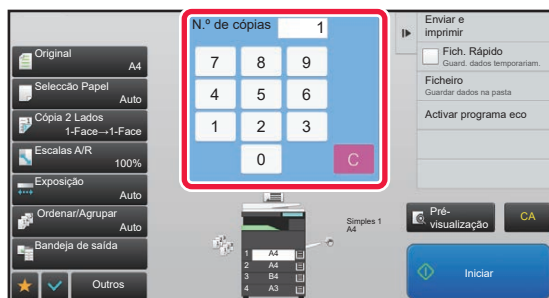 N.º de cópias 1
7 8 9
4 5 6
1 2 3
0 C
Original
A4
Seleccão Papel
Auto
Cópia 2 Lados
1-Face→1-Face
Escalas A/R
100%
Exposição
Auto
Ordenar/Agrupar
Auto
Bandeja de saída
Outros
Simples 1
A4
1 A4
2 A4
3 B4
4 A3
Enviar e
imprimir
Fich. Rápido
Guard. dados temporariam.
Ficheiro
Guardar dados na pasta
Activar programa eco
Pré-
visualização
CA
Iniciar